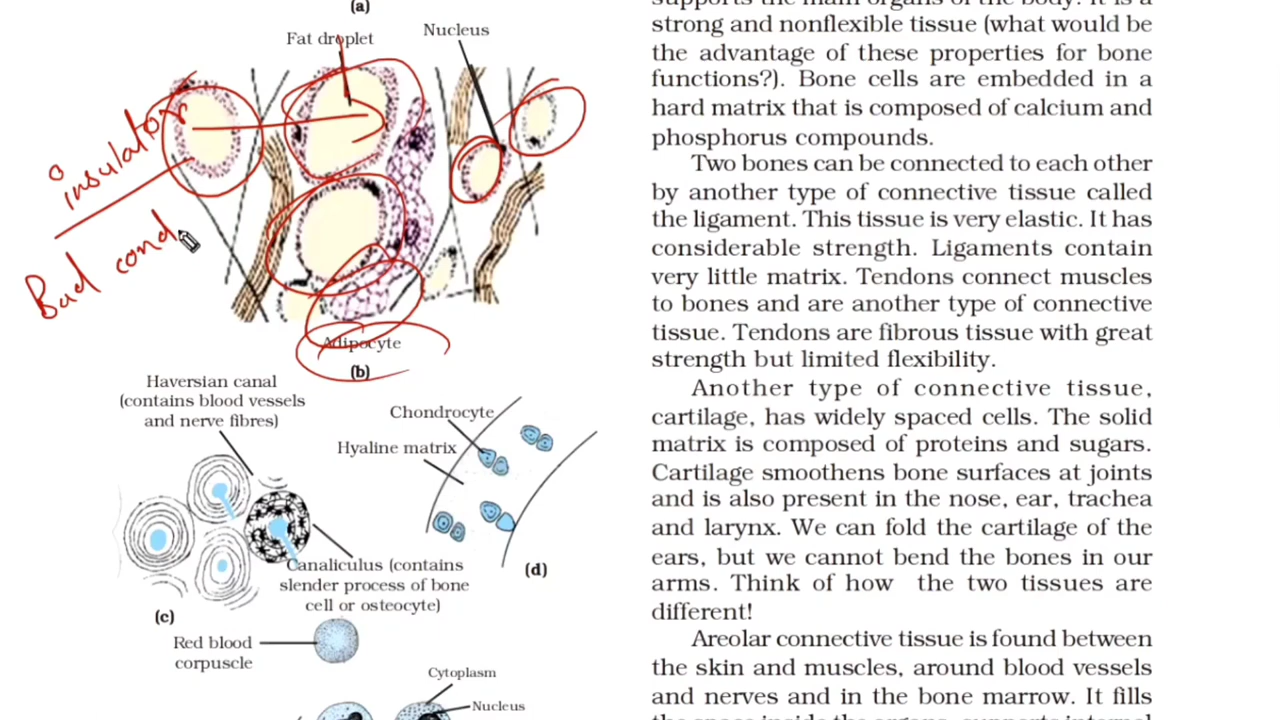 (a)
Fat droplet
Nucleus
insulator
Bad cond
Adipocyte
(b)
Haversian canal
(contains blood vessels
and nerve fibres)
Chondrocyte
Hyaline matrix
Canaliculus (contains
slender process of bone
cell or osteocyte)
(d)
(c)
Red blood
corpuscle
Cytoplasm
Nucleus
supports the main organs of the body. It is a
strong and nonflexible tissue (what would be
the advantage of these properties for bone
functions?). Bone cells are embedded in a
hard matrix that is composed of calcium and
phosphorus compounds.
Two bones can be connected to each other
by another type of connective tissue called
the ligament. This tissue is very elastic. It has
considerable strength. Ligaments contain
very little matrix. Tendons connect muscles
to bones and are another type of connective
tissue. Tendons are fibrous tissue with great
strength but limited flexibility.
Another type of connective tissue,
cartilage, has widely spaced cells. The solid
matrix is composed of proteins and sugars.
Cartilage smoothens bone surfaces at joints
and is also present in the nose, ear, trachea
and larynx. We can fold the cartilage of the
ears, but we cannot bend the bones in our
arms. Think of how the two tissues are
different!
Areolar connective tissue is found between
the skin and muscles, around blood vessels
and nerves and in the bone marrow. It fills
the space inside the organs, supports internal